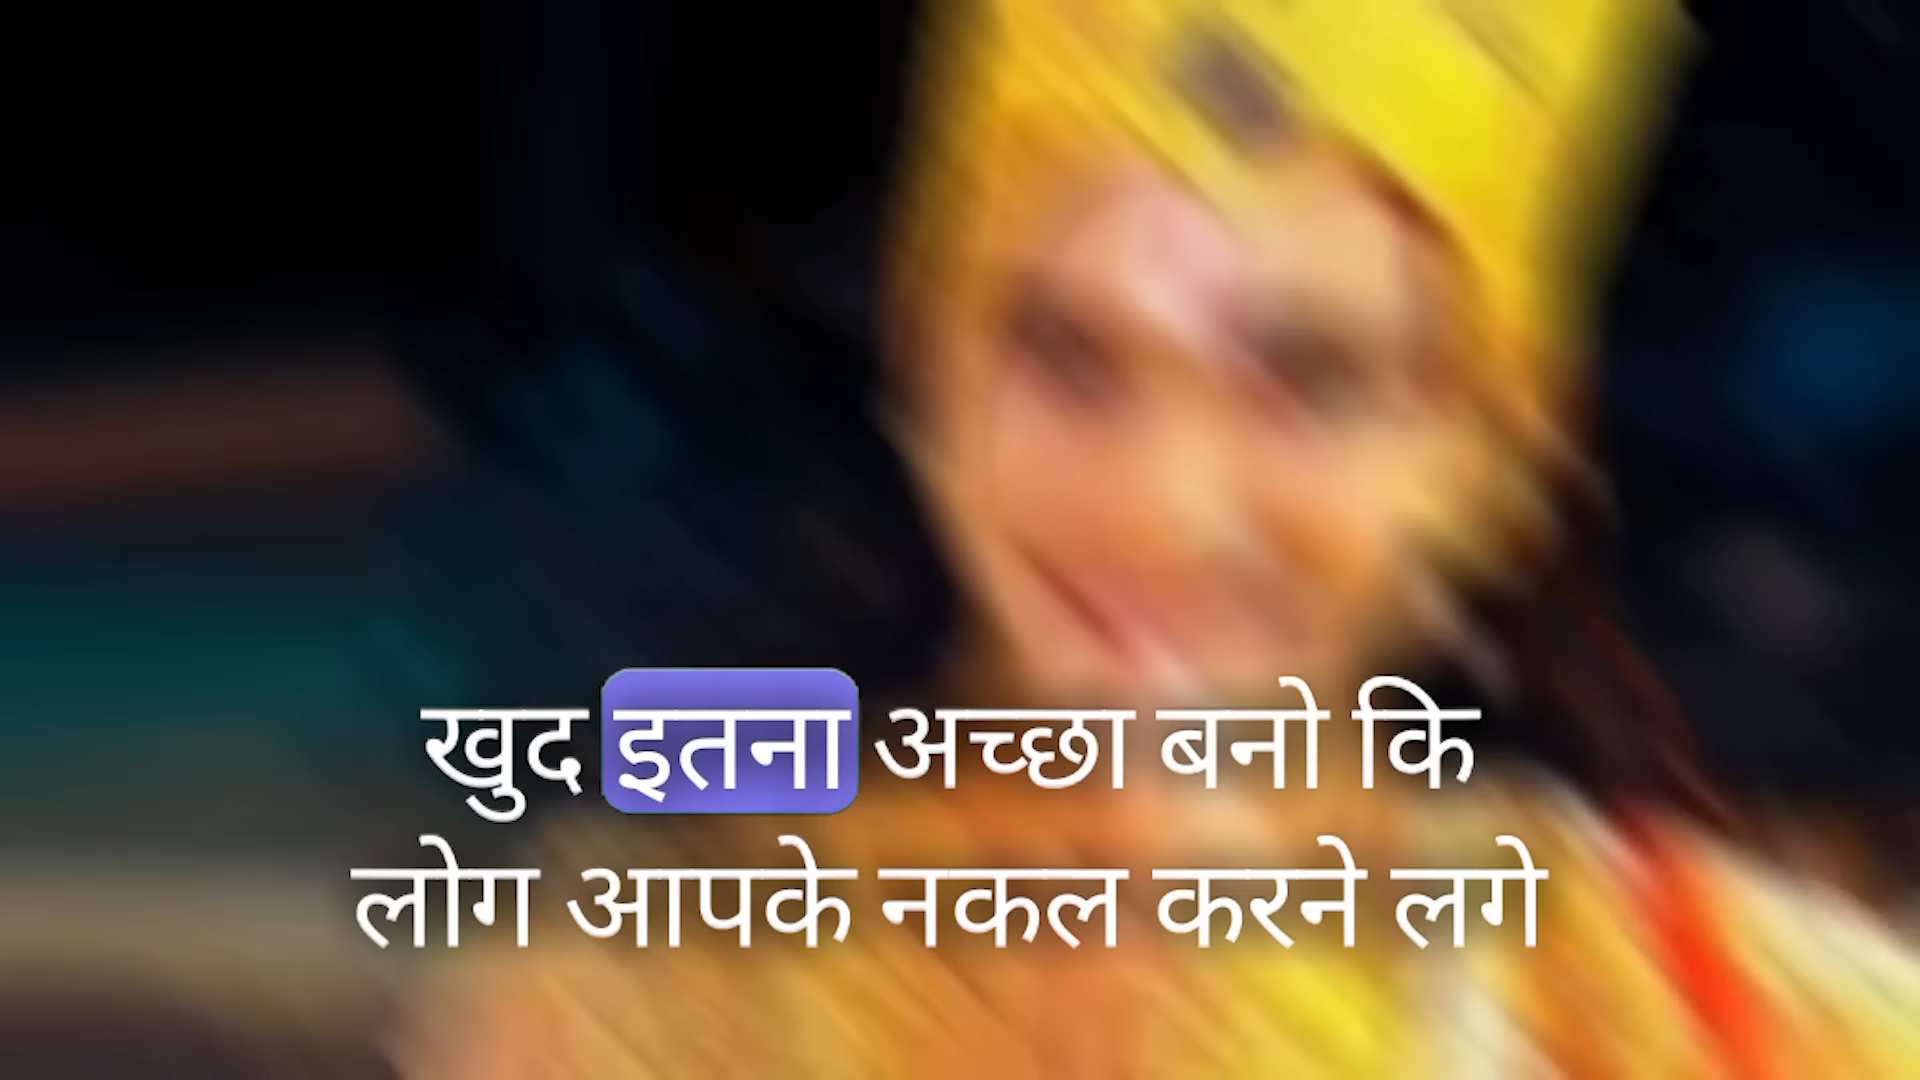 खुद इतना अच्छा बनो कि
लोग आपके नकल करने लगे